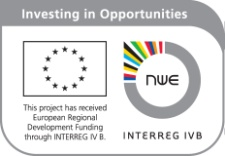 Investing in Opportunities
nwe
This project has received
European Regional
Development Funding
through INTERREG IV B.
INTERREG IVB